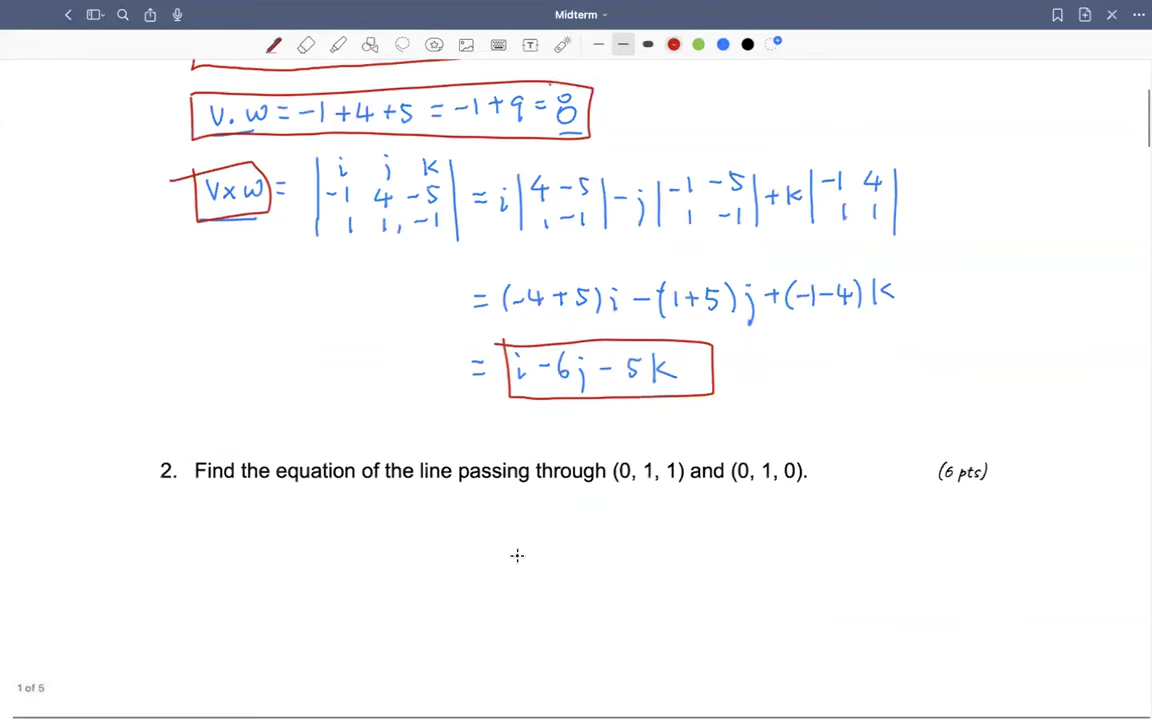 Midterm
V. W = -1 + 4 + 5 = -1 + 9 = 8
V x W = | i j k | = i | 4 -5 | - j | -1 -5 | + k | -1 4 |
| -1 4 -5 | | 1 -1 | | 1 -1 | | 1 1 |
| 1 1, -1 |
= (-4 + 5) i - (1 + 5) j + (-1 - 4) k
= i - 6j - 5k
2. Find the equation of the line passing through (0, 1, 1) and (0, 1, 0). (6 pts)
1 of 5